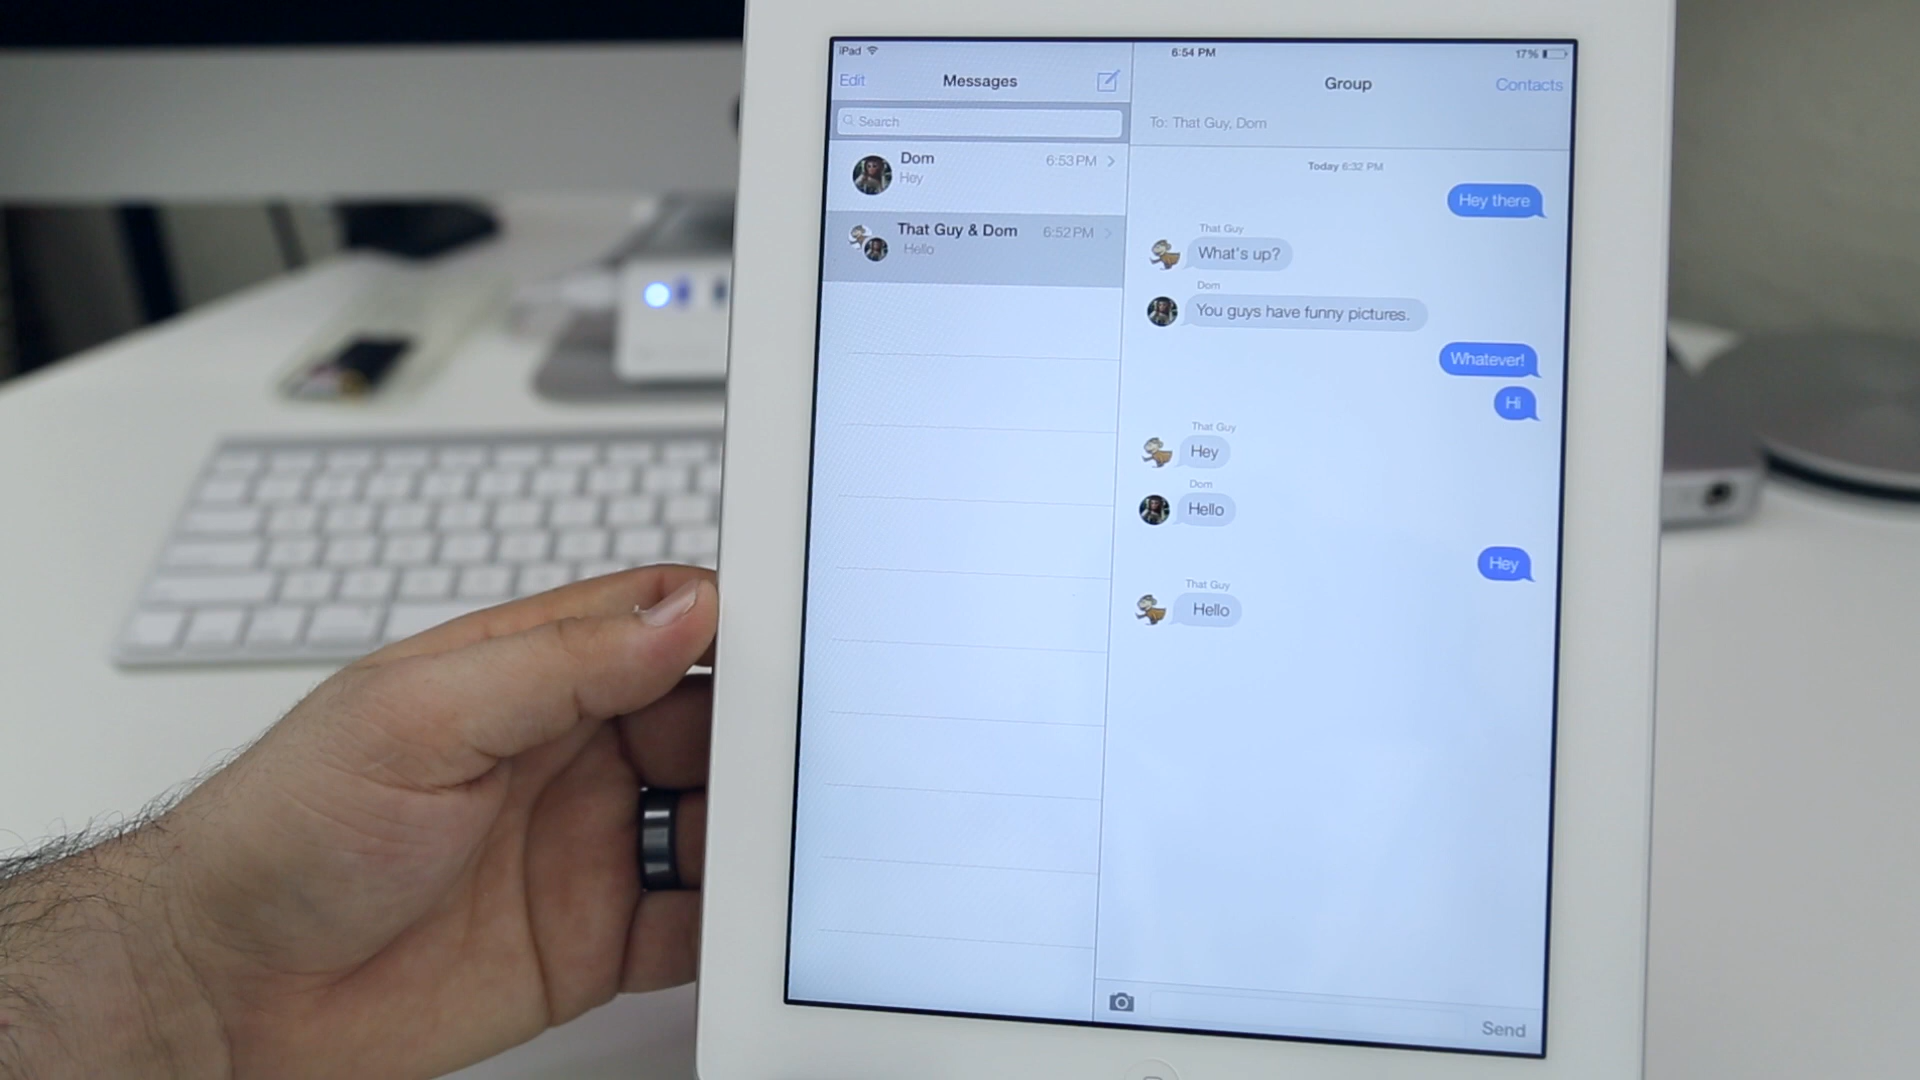 iPad 6:54 PM 17%
Edit Messages
Search
Dom 6:53 PM
Hey
That Guy & Dom 6:52 PM
Hello
Group Contacts
To: That Guy, Dom
Today 6:32 PM
Hey there
That Guy
What's up?
Dom
You guys have funny pictures.
Whatever!
Hi
That Guy
Hey
Dom
Hello
Hey
That Guy
Hello
Send